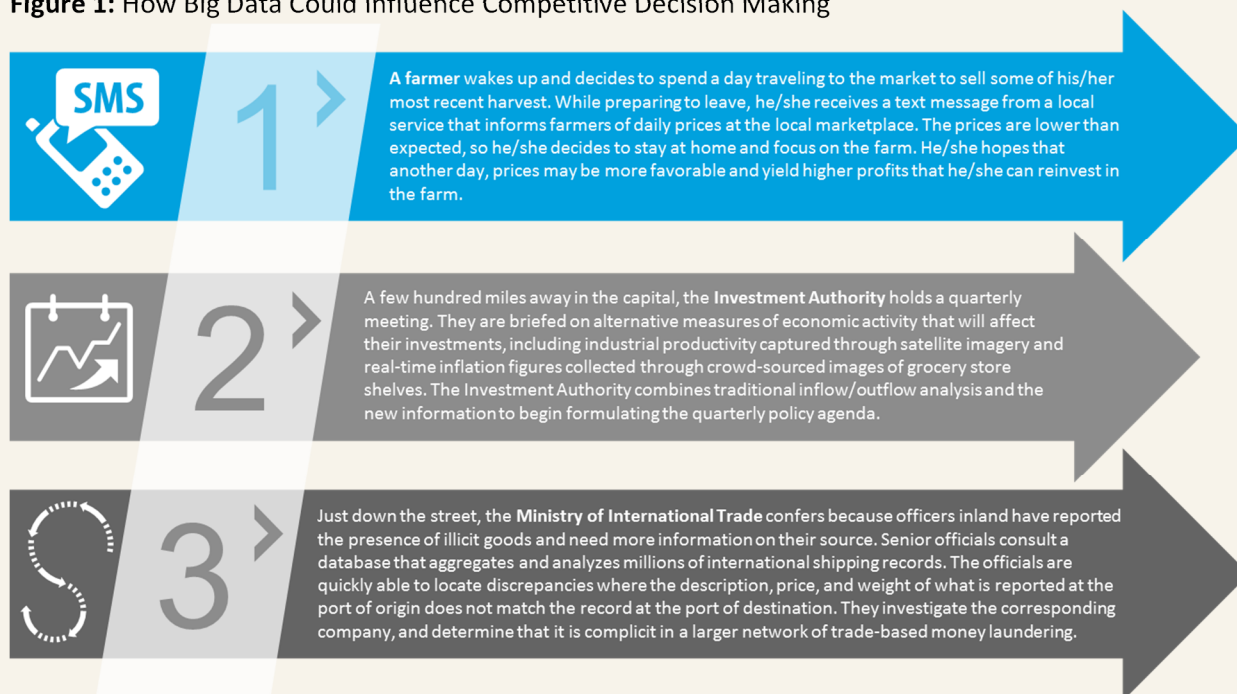 Figure 1: How Big Data Could Influence Competitive Decision Making
SMS
1
A farmer wakes up and decides to spend a day traveling to the market to sell some of his/her
most recent harvest. While preparing to leave, he/she receives a text message from a local
service that informs farmers of daily prices at the local marketplace. The prices are lower than
expected, so he/she decides to stay at home and focus on the farm. He/she hopes that
another day, prices may be more favorable and yield higher profits that he/she can reinvest in
the farm.
2
A few hundred miles away in the capital, the Investment Authority holds a quarterly
meeting. They are briefed on alternative measures of economic activity that will affect
their investments, including industrial productivity captured through satellite imagery and
real-time inflation figures collected through crowd-sourced images of grocery store
shelves. The Investment Authority combines traditional inflow/outflow analysis and the
new information to begin formulating the quarterly policy agenda.
3
Just down the street, the Ministry of International Trade confers because officers inland have reported
the presence of illicit goods and need more information on their source. Senior officials consult a
database that aggregates and analyzes millions of international shipping records. The officials are
quickly able to locate discrepancies where the description, price, and weight of what is reported at the
port of origin does not match the record at the port of destination. They investigate the corresponding
company, and determine that it is complicit in a larger network of trade-based money laundering.